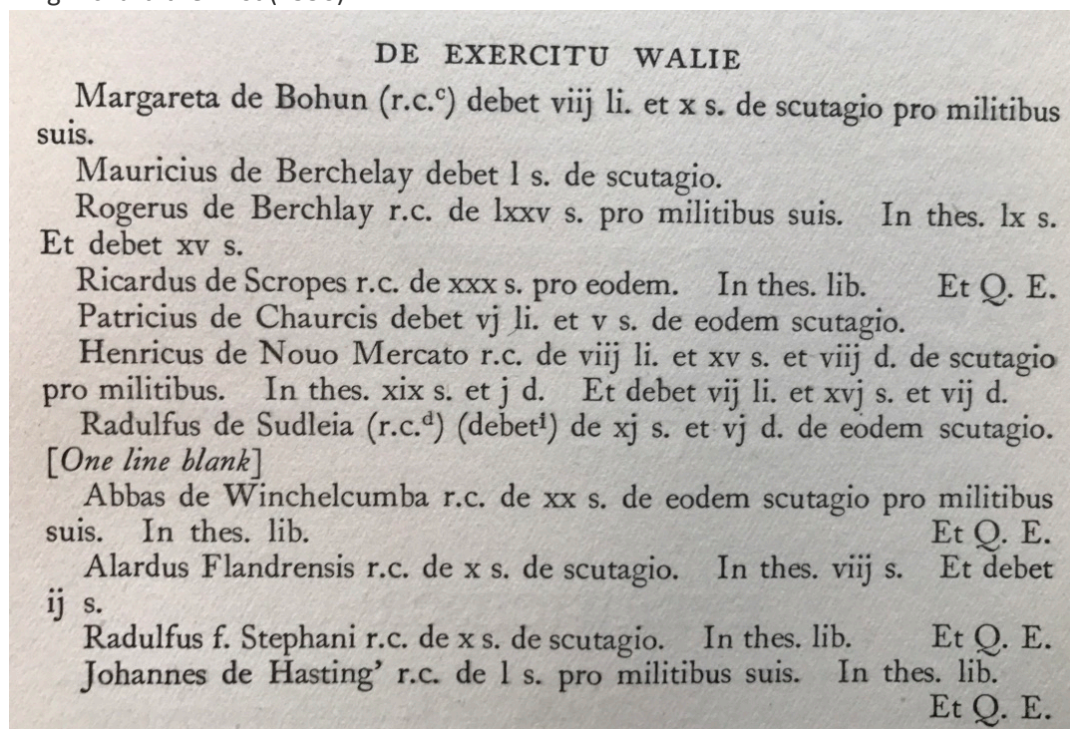 DE EXERCITU WALIE
Margareta de Bohun (r.c.ᶜ) debet viij li. et x s. de scutagio pro militibus
suis.
Mauricius de Berchelay debet l s. de scutagio.
Rogerus de Berchlay r.c. de lxxv s. pro militibus suis. In thes. lx s.
Et debet xv s.
Ricardus de Scropes r.c. de xxx s. pro eodem. In thes. lib. Et Q. E.
Patricius de Chaurcis debet vj li. et v s. de eodem scutagio.
Henricus de Nouo Mercato r.c. de viij li. et xv s. et viij d. de scutagio
pro militibus. In thes. xix s. et j d. Et debet vij li. et xvj s. et vij d.
Radulfus de Sudleia (r.c.ᵈ) (debet¹) de xj s. et vj d. de eodem scutagio.
[One line blank]
Abbas de Winchelcumba r.c. de xx s. de eodem scutagio pro militibus
suis. In thes. lib. Et Q. E.
Alardus Flandrensis r.c. de x s. de scutagio. In thes. viij s. Et debet
ij s.
Radulfus f. Stephani r.c. de x s. de scutagio. In thes. lib. Et Q. E.
Johannes de Hasting' r.c. de l s. pro militibus suis. In thes. lib.
Et Q. E.